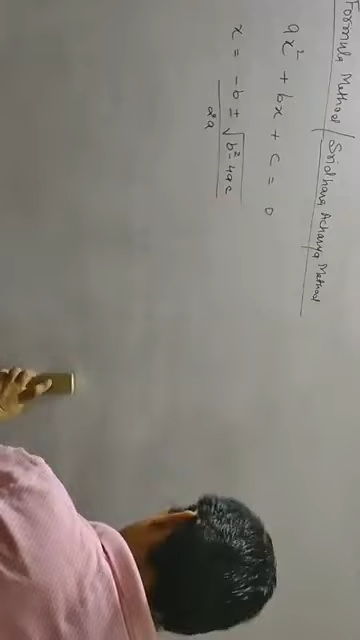 Formula Method / Sridhara Acharya Method
ax² + bx + c = 0
x = -b ± √b²-4ac
2a